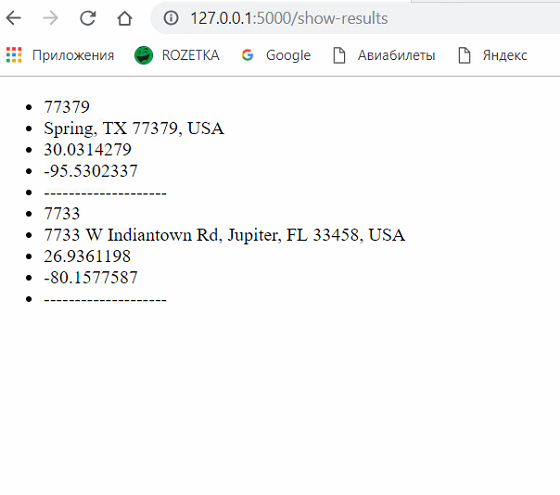 127.0.0.1:5000/show-results
Приложения ROZETKA Google Авиабилеты Яндекс
77379
Spring, TX 77379, USA
30.0314279
-95.5302337
--------------------
7733
7733 W Indiantown Rd, Jupiter, FL 33458, USA
26.9361198
-80.1577587
--------------------